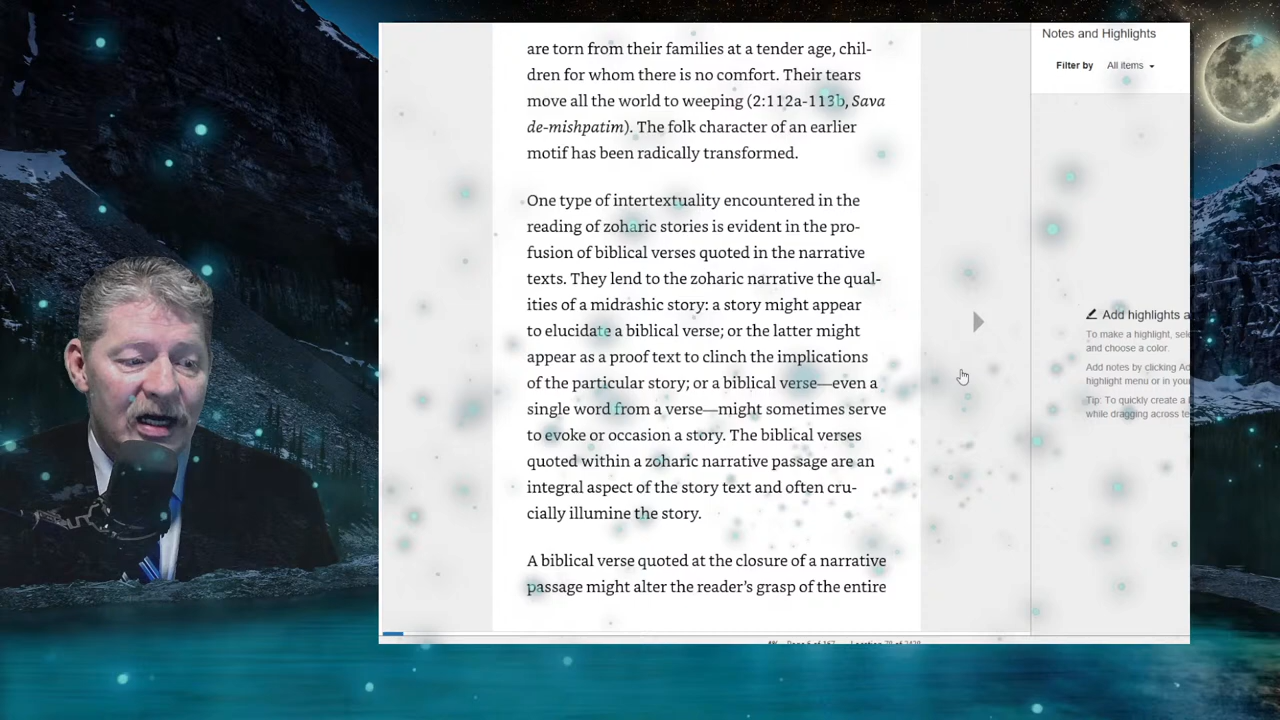 are torn from their families at a tender age, chil-
dren for whom there is no comfort. Their tears
move all the world to weeping (2:112a-113b, Sava
de-mishpatim). The folk character of an earlier
motif has been radically transformed.
One type of intertextuality encountered in the
reading of zoharic stories is evident in the pro-
fusion of biblical verses quoted in the narrative
texts. They lend to the zoharic narrative the qual-
ities of a midrashic story: a story might appear
to elucidate a biblical verse; or the latter might
appear as a proof text to clinch the implications
of the particular story; or a biblical verse—even a
single word from a verse—might sometimes serve
to evoke or occasion a story. The biblical verses
quoted within a zoharic narrative passage are an
integral aspect of the story text and often cru-
cially illumine the story.
A biblical verse quoted at the closure of a narrative
passage might alter the reader's grasp of the entire
Notes and Highlights
Filter by All items
Add highlights a
To make a highlight, sel
and choose a color.
Add notes by clicking Ad
highlight menu or in your
Tip: To quickly create a
while dragging across te